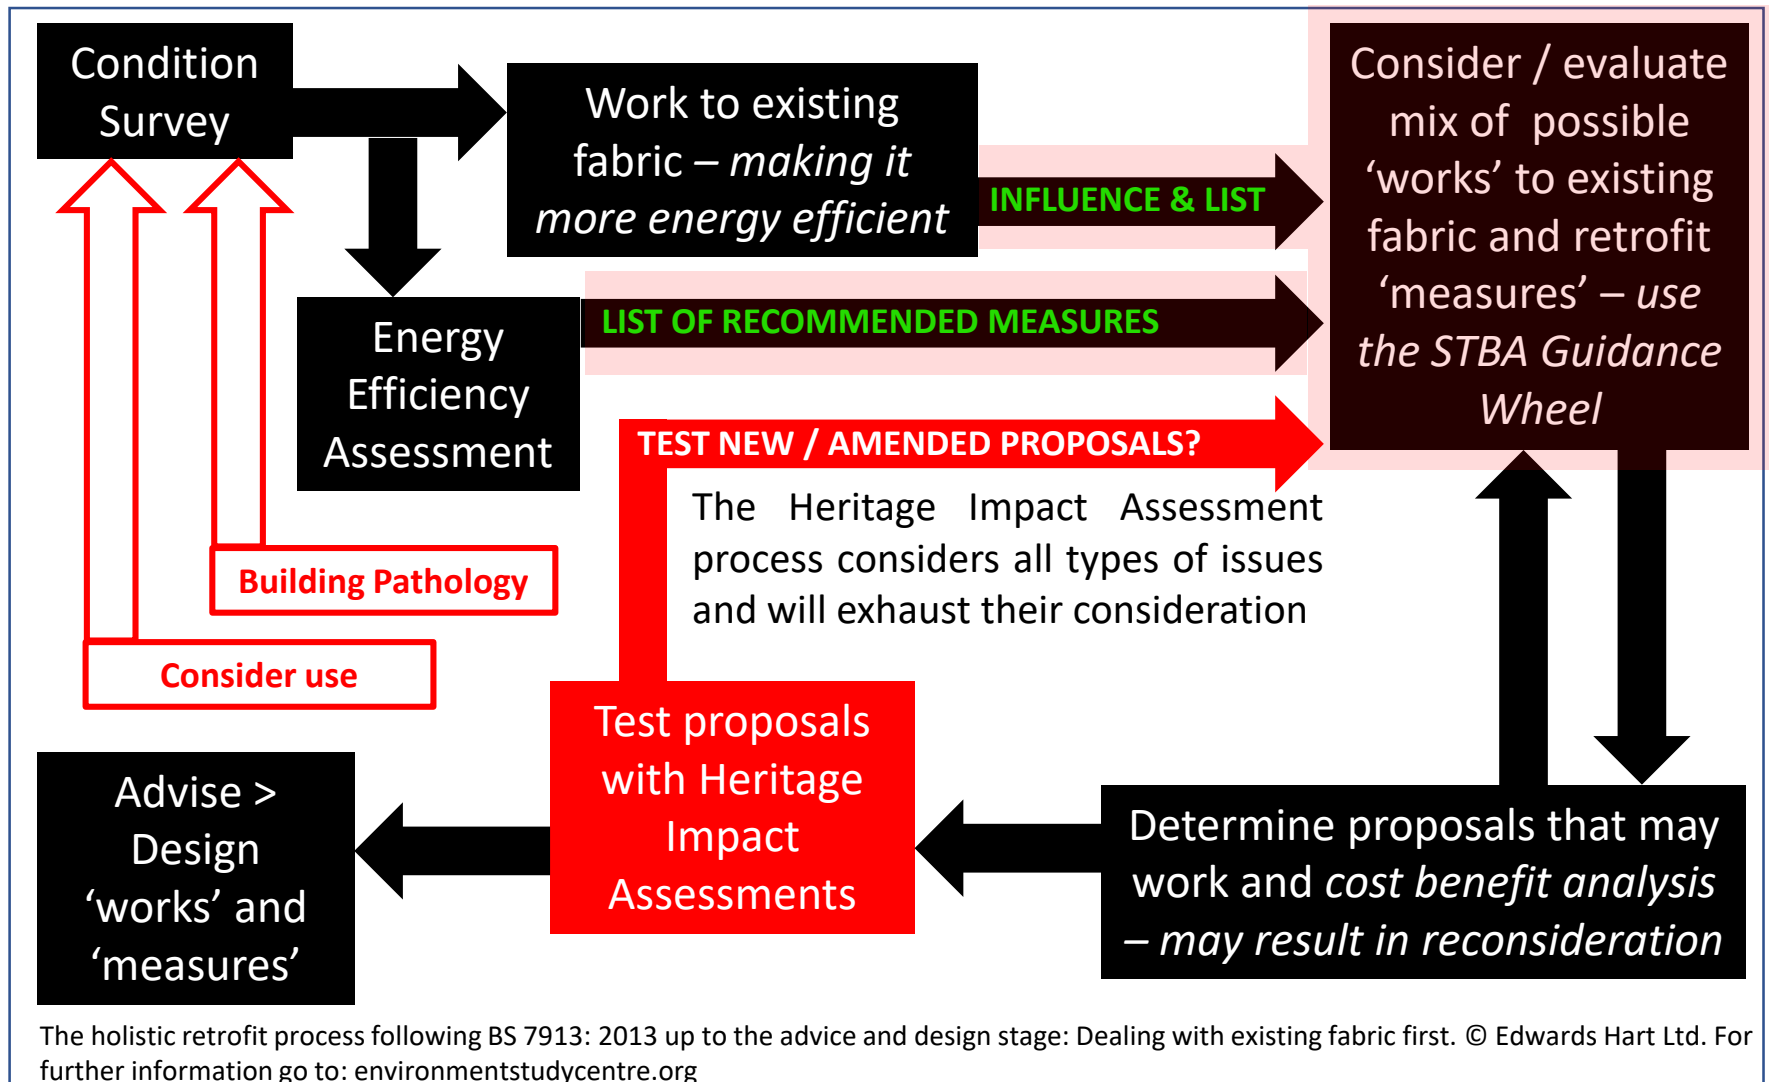 Condition
Survey
Work to existing
fabric – making it
more energy efficient
INFLUENCE & LIST
Consider / evaluate
mix of possible
‘works’ to existing
fabric and retrofit
‘measures’ – use
the STBA Guidance
Wheel
Energy
Efficiency
Assessment
LIST OF RECOMMENDED MEASURES
TEST NEW / AMENDED PROPOSALS?
The Heritage Impact Assessment
process considers all types of issues
and will exhaust their consideration
Building Pathology
Consider use
Test proposals
with Heritage
Impact
Assessments
Advise >
Design
‘works’ and
‘measures’
Determine proposals that may
work and cost benefit analysis
– may result in reconsideration
The holistic retrofit process following BS 7913: 2013 up to the advice and design stage: Dealing with existing fabric first. © Edwards Hart Ltd. For
further information go to: environmentstudycentre.org